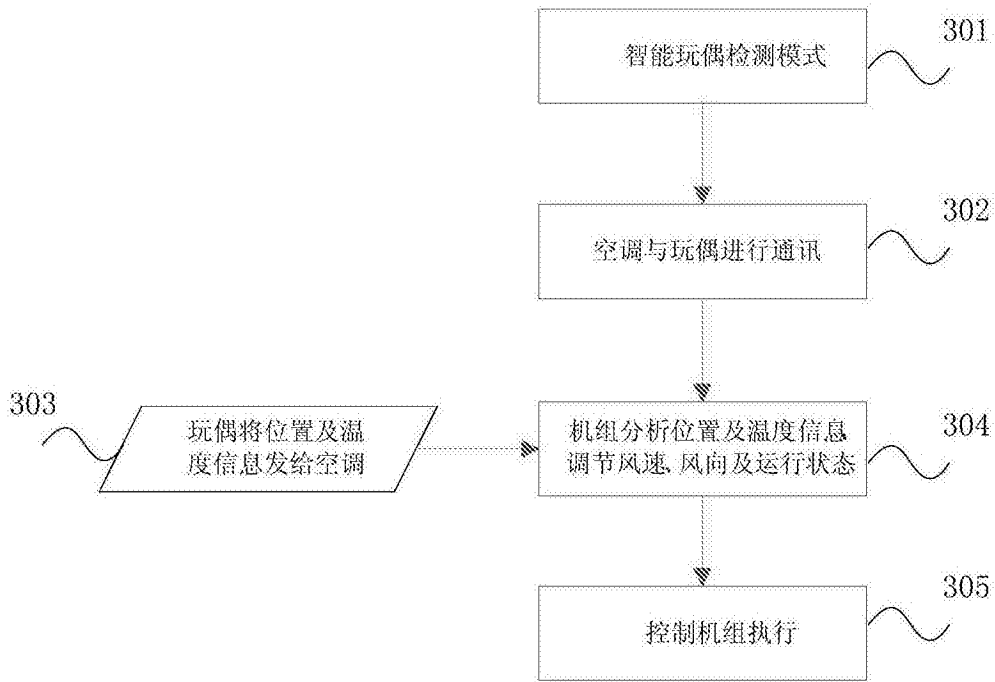 301
智能玩偶检测模式
302
空调与玩偶进行通讯
303
玩偶将位置及温
度信息发给空调
304
机组分析位置及温度信息
调节风速、风向及运行状态
305
控制机组执行